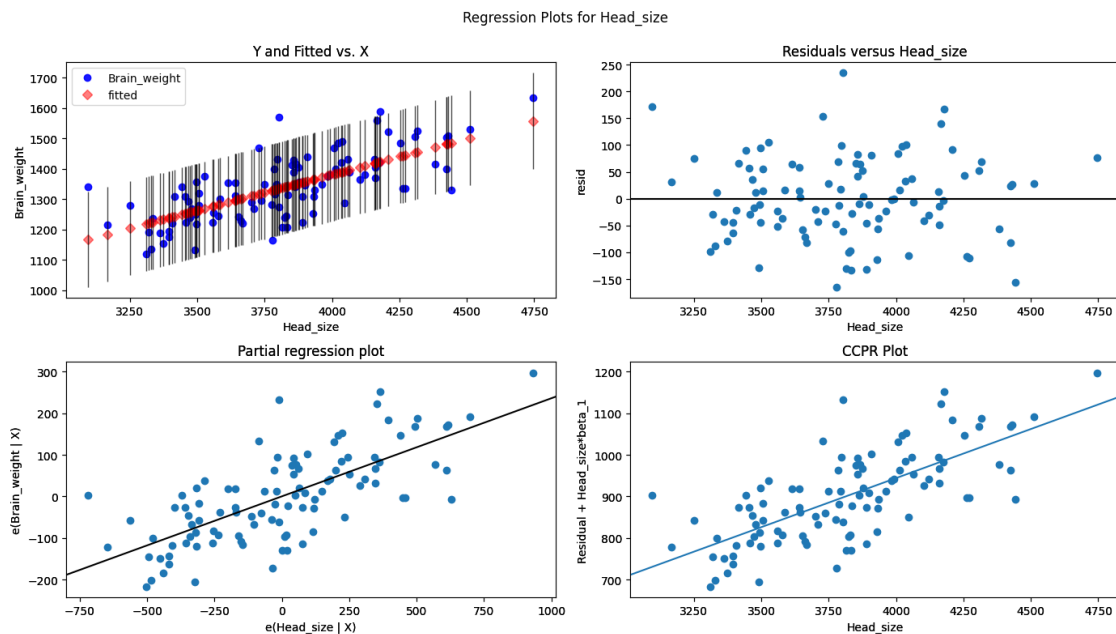 Regression Plots for Head_size
Y and Fitted vs. X
Brain_weight
fitted
1700
1600
1500
1400
1300
1200
1100
1000
Brain_weight
3250 3500 3750 4000 4250 4500 4750
Head_size
Residuals versus Head_size
250
200
150
100
50
0
−50
−100
−150
resid
3250 3500 3750 4000 4250 4500 4750
Head_size
Partial regression plot
300
200
100
0
−100
−200
e(Brain_weight | X)
−750 −500 −250 0 250 500 750 1000
e(Head_size | X)
CCPR Plot
1200
1100
1000
900
800
700
Residual + Head_size*beta_1
3250 3500 3750 4000 4250 4500 4750
Head_size